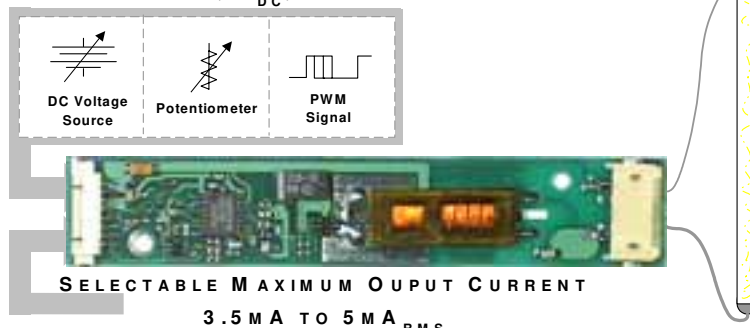 DC
DC Voltage Source
Potentiometer
PWM Signal
SELECTABLE MAXIMUM OUPUT CURRENT
3.5MA TO 5MA RMS